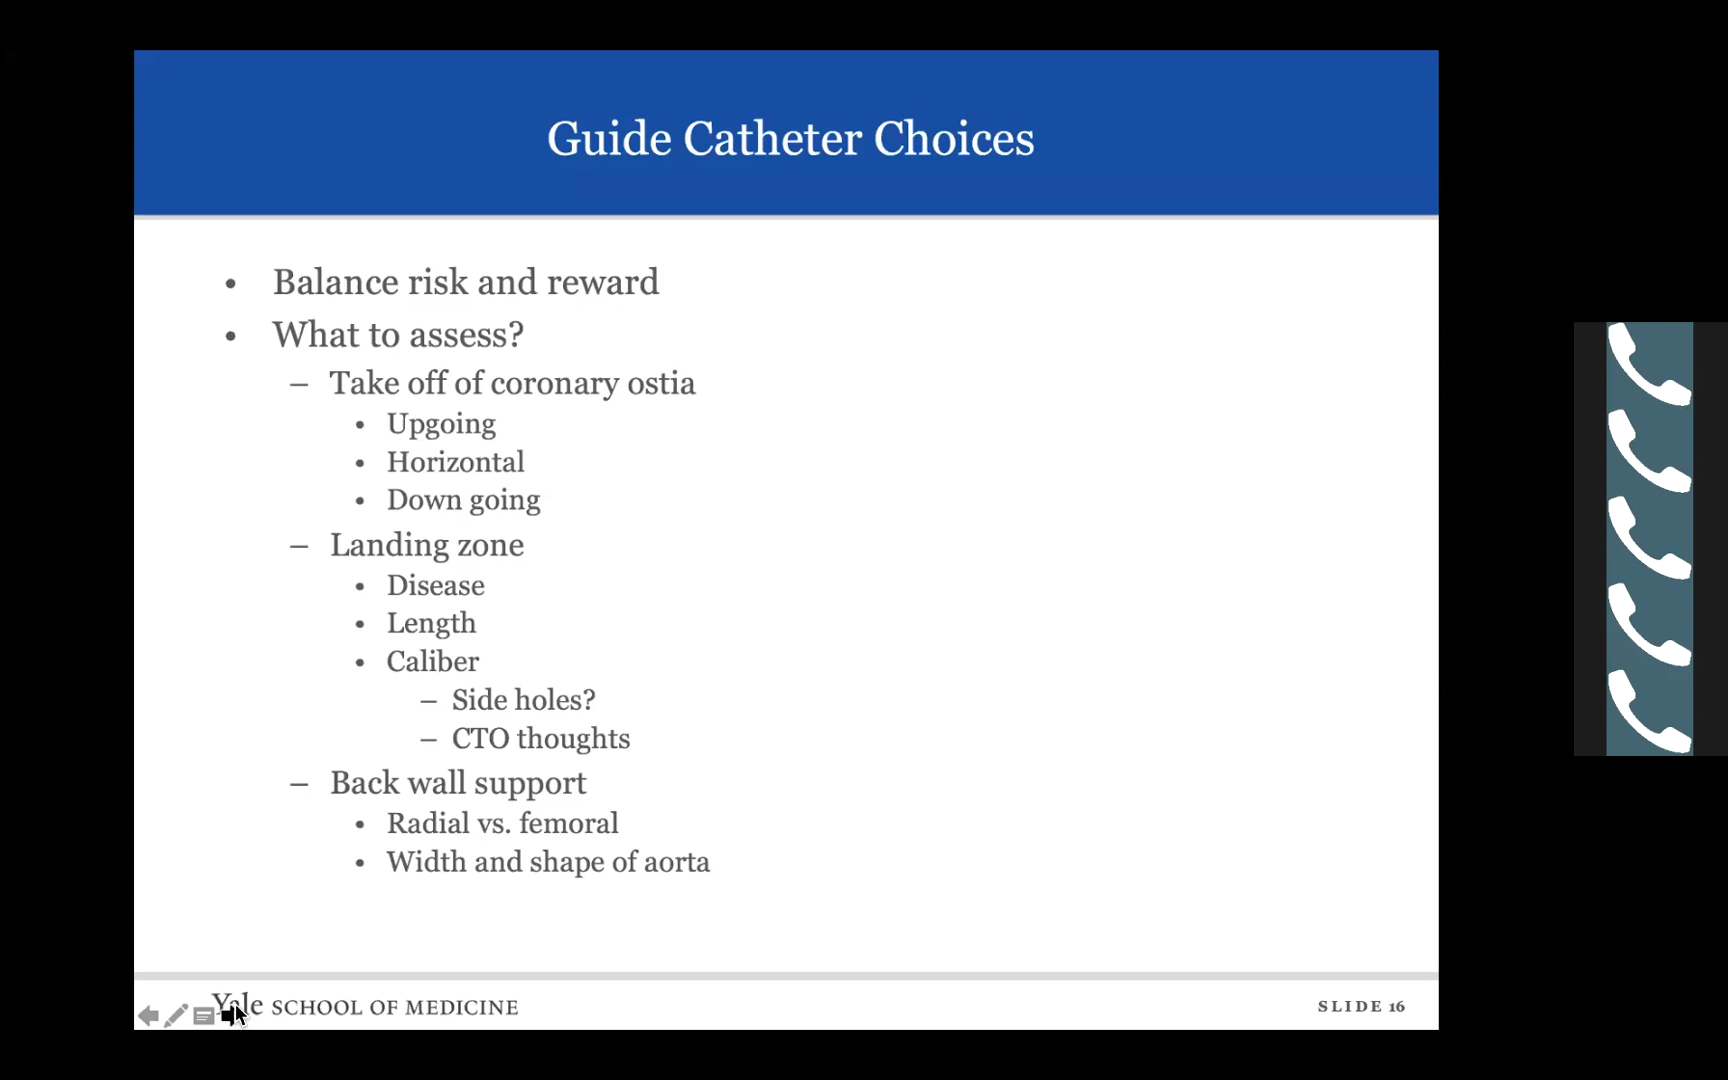 Guide Catheter Choices
• Balance risk and reward
• What to assess?
– Take off of coronary ostia
• Upgoing
• Horizontal
• Down going
– Landing zone
• Disease
• Length
• Caliber
– Side holes?
– CTO thoughts
– Back wall support
• Radial vs. femoral
• Width and shape of aorta
Yale SCHOOL OF MEDICINE
SLIDE 16